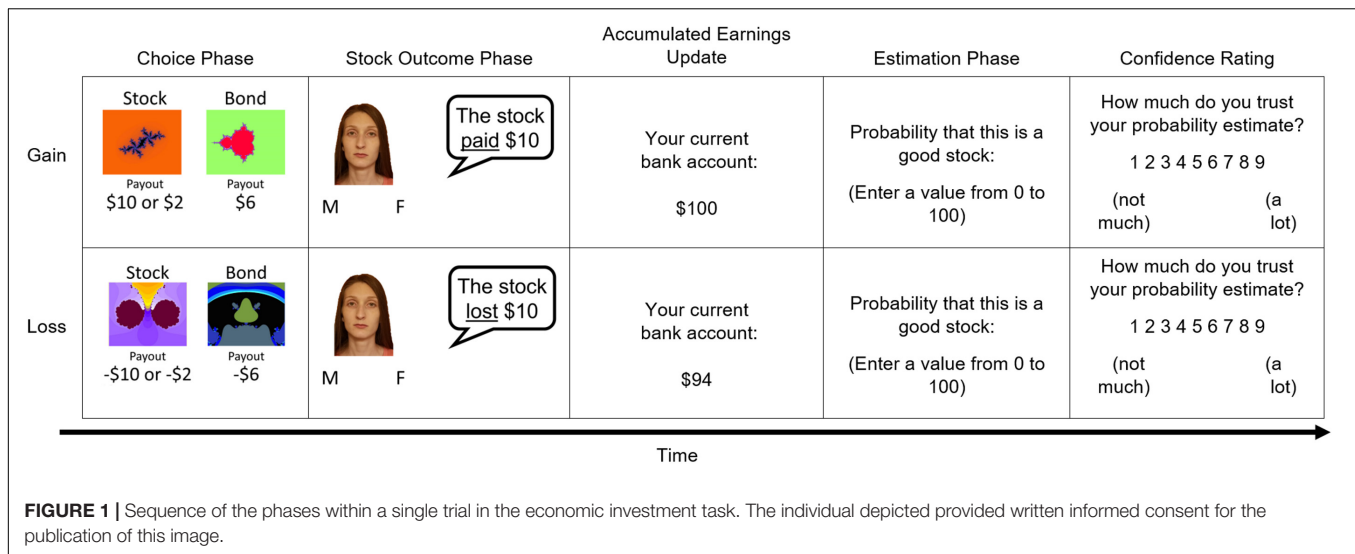 Choice Phase
Stock Outcome Phase
Accumulated Earnings
Update
Estimation Phase
Confidence Rating
Gain
Stock
Bond
Payout
$10 or $2
Payout
$6
The stock
paid $10
M
F
Your current
bank account:
$100
Probability that this is a
good stock:
(Enter a value from 0 to
100)
How much do you trust
your probability estimate?
1 2 3 4 5 6 7 8 9
(not
much)
(a
lot)
Loss
Stock
Bond
Payout
-$10 or -$2
Payout
-$6
The stock
lost $10
M
F
Your current
bank account:
$94
Probability that this is a
good stock:
(Enter a value from 0 to
100)
How much do you trust
your probability estimate?
1 2 3 4 5 6 7 8 9
(not
much)
(a
lot)
Time
FIGURE 1 | Sequence of the phases within a single trial in the economic investment task. The individual depicted provided written informed consent for the
publication of this image.